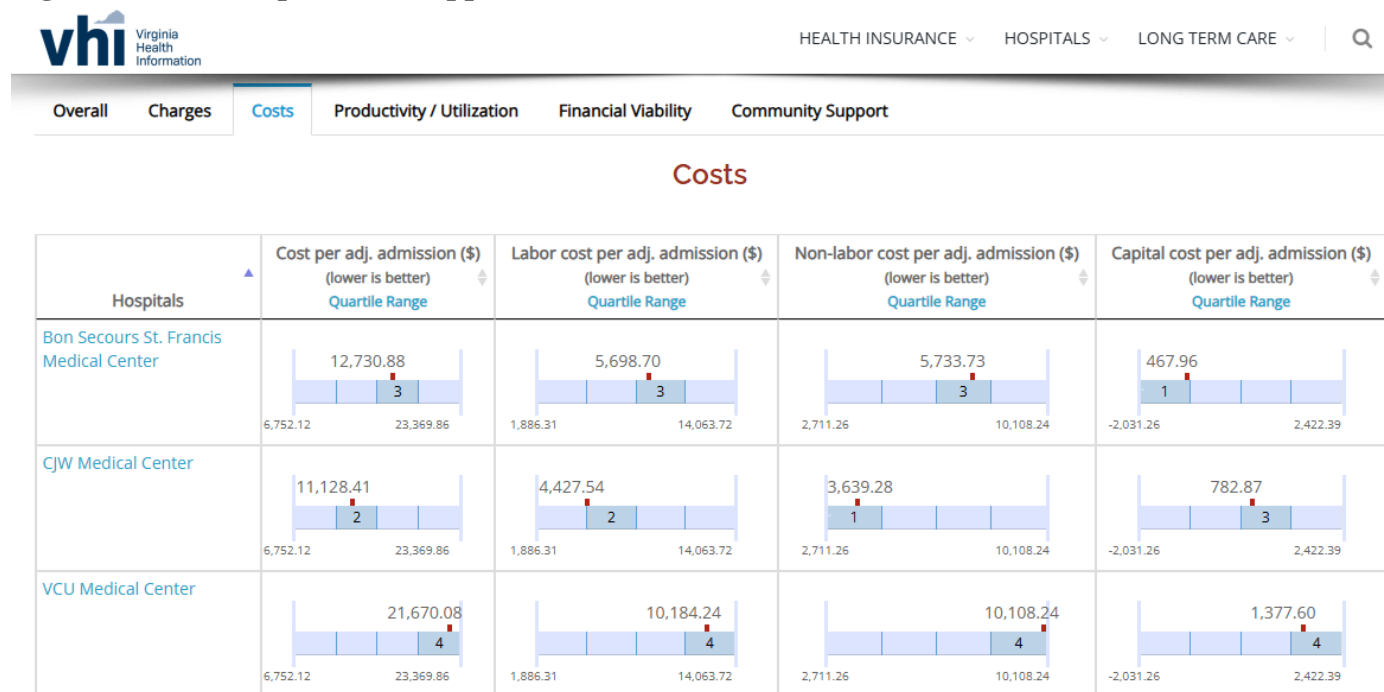 vhi Virginia
Health
Information
HEALTH INSURANCE HOSPITALS LONG TERM CARE
Overall Charges Costs Productivity / Utilization Financial Viability Community Support
Costs
Hospitals
Cost per adj. admission ($)
(lower is better)
Quartile Range
Labor cost per adj. admission ($)
(lower is better)
Quartile Range
Non-labor cost per adj. admission ($)
(lower is better)
Quartile Range
Capital cost per adj. admission ($)
(lower is better)
Quartile Range
Bon Secours St. Francis
Medical Center
12,730.88
3
6,752.12 23,369.86
5,698.70
3
1,886.31 14,063.72
5,733.73
3
2,711.26 10,108.24
467.96
1
-2,031.26 2,422.39
CJW Medical Center
11,128.41
2
6,752.12 23,369.86
4,427.54
2
1,886.31 14,063.72
3,639.28
1
2,711.26 10,108.24
782.87
3
-2,031.26 2,422.39
VCU Medical Center
21,670.08
4
6,752.12 23,369.86
10,184.24
4
1,886.31 14,063.72
10,108.24
4
2,711.26 10,108.24
1,377.60
4
-2,031.26 2,422.39